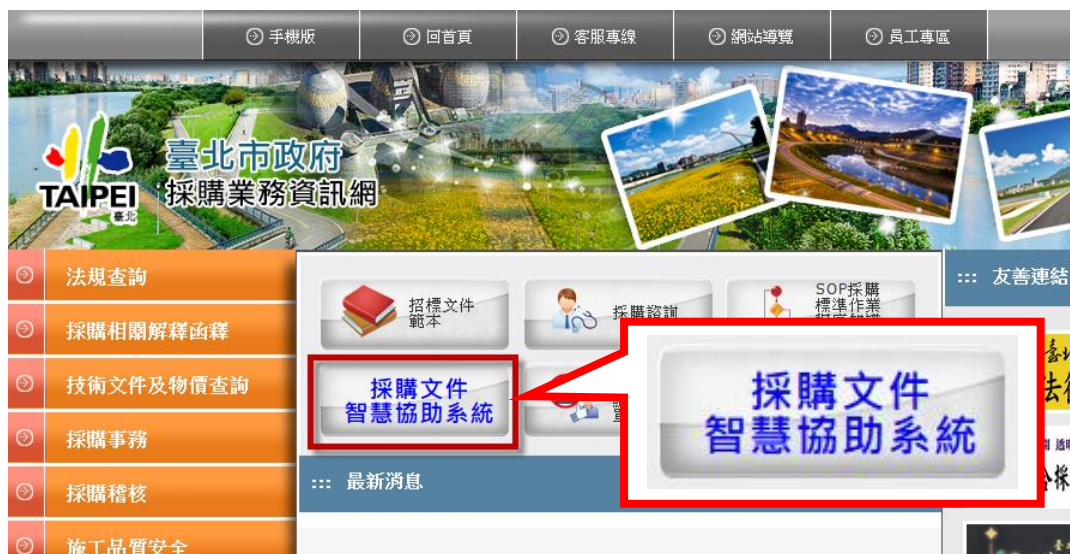 手機版
回首頁
客服專線
網站導覽
員工專區
TAIPEI
臺北
臺北市政府
採購業務資訊網
法規查詢
採購相關解釋函釋
技術文件及物價查詢
採購事務
採購稽核
施工品質安全
招標文件
範本
採購諮詢
SOP採購
標準作業
採購文件
智慧協助系統
採購文件
智慧協助系統
::: 最新消息
::: 友善連結